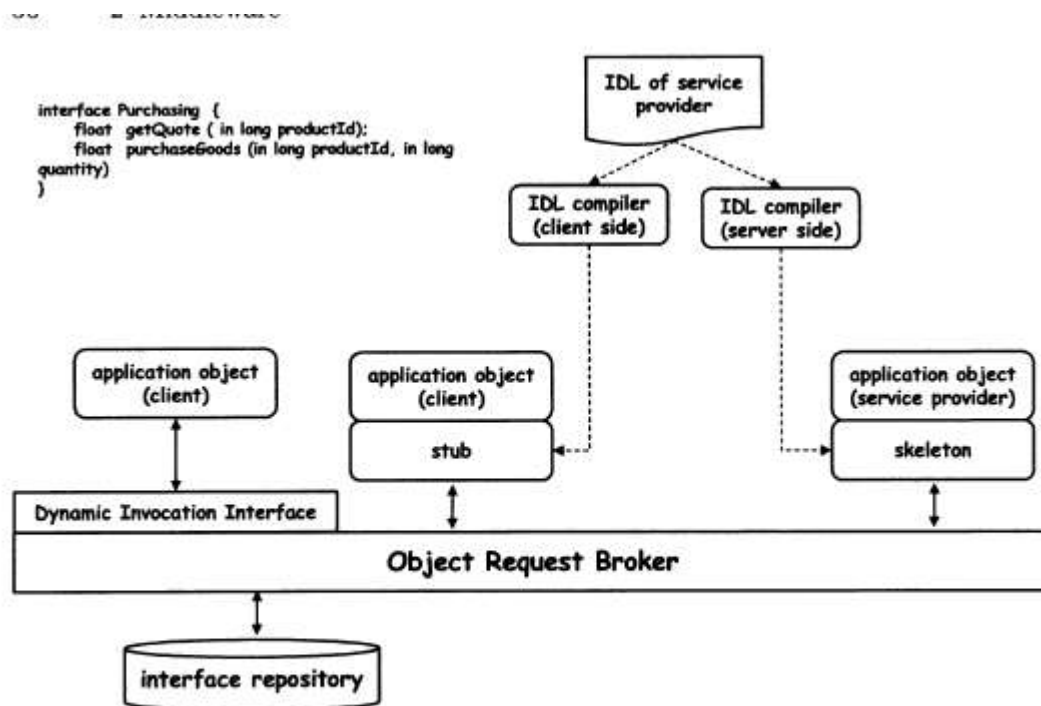 interface Purchasing {
float getQuote ( in long productId);
float purchaseGoods (in long productId, in long
quantity)
}
IDL of service
provider
IDL compiler
(client side)
IDL compiler
(server side)
application object
(client)
application object
(client)
application object
(service provider)
stub
skeleton
Dynamic Invocation Interface
Object Request Broker
interface repository